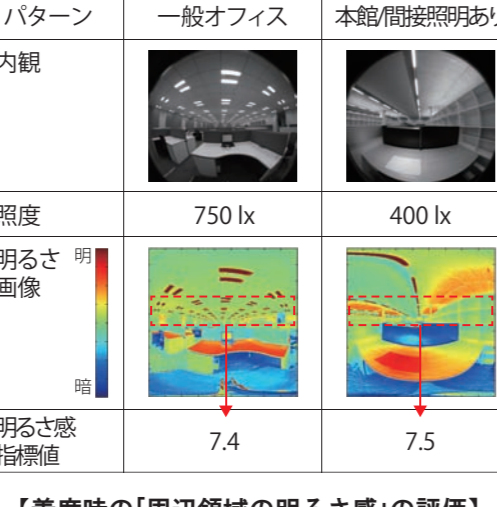 パターン 一般オフィス 本館/間接照明あり
内観
照度 750 lx 400 lx
明るさ 明
画像
暗
明るさ感
指標値 7.4 7.5